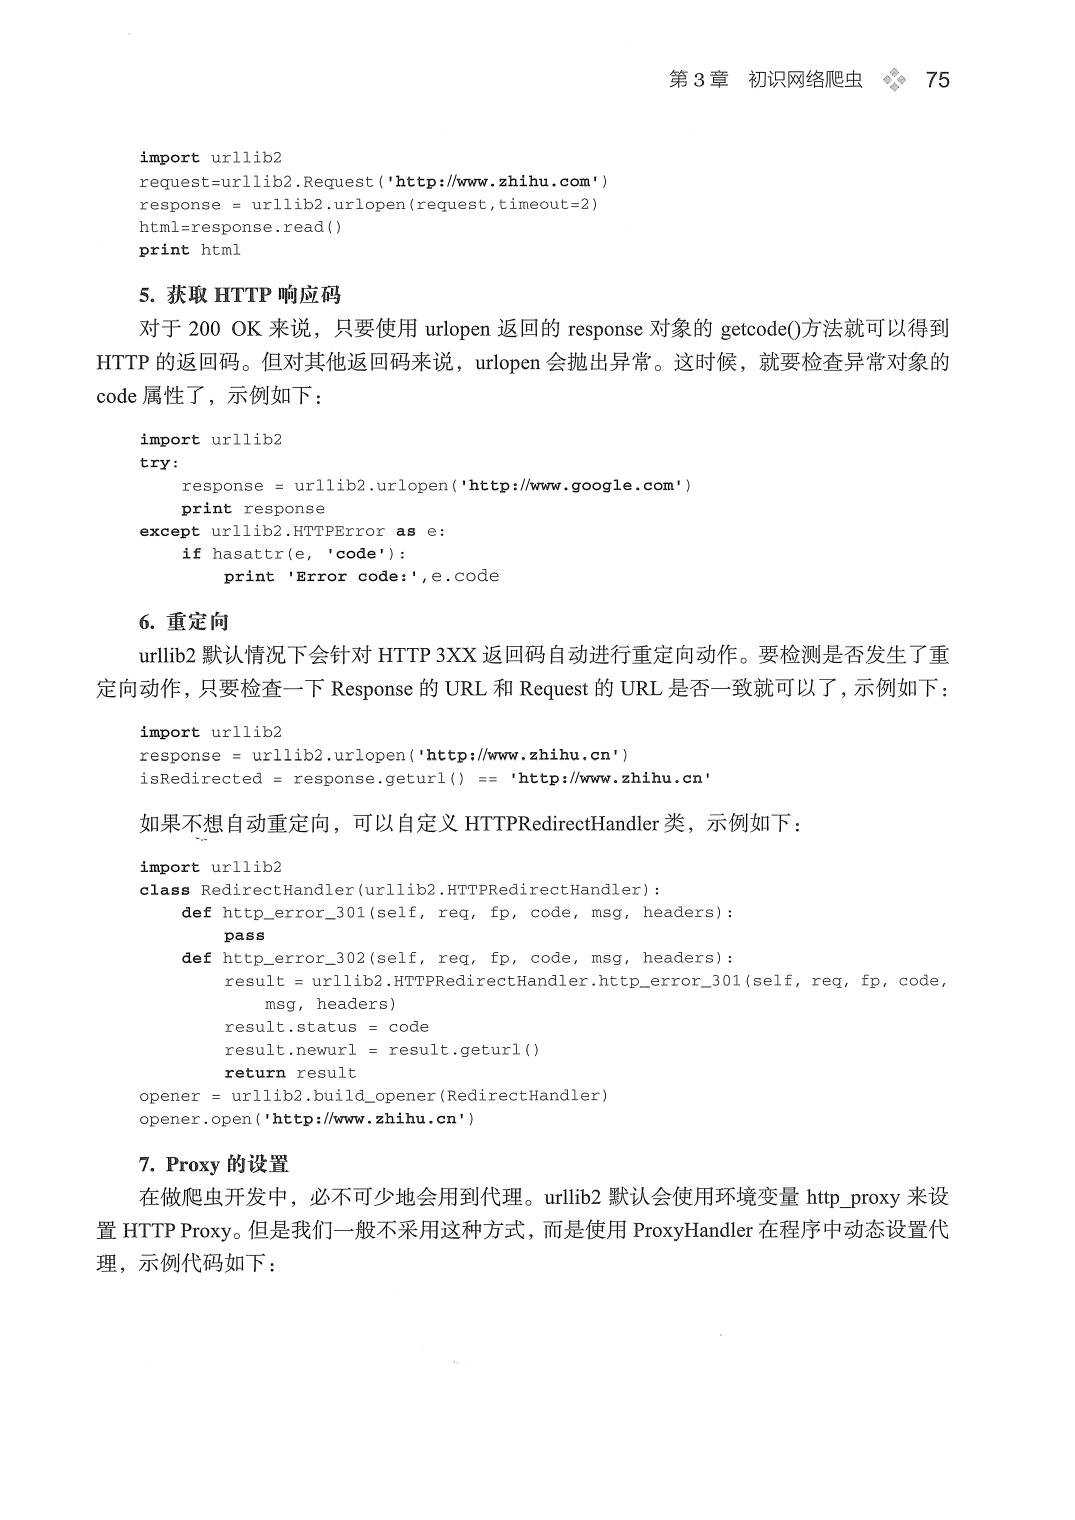 第 3 章 初识网络爬虫 75
import urllib2
request=urllib2.Request('http://www.zhihu.com')
response = urllib2.urlopen(request,timeout=2)
html=response.read()
print html
5. 获取 HTTP 响应码
对于 200 OK 来说，只要使用 urlopen 返回的 response 对象的 getcode()方法就可以得到
HTTP 的返回码。但对其他返回码来说，urlopen 会抛出异常。这时候，就要检查异常对象的
code 属性了，示例如下：
import urllib2
try:
    response = urllib2.urlopen('http://www.google.com')
    print response
except urllib2.HTTPError as e:
    if hasattr(e, 'code'):
        print 'Error code:',e.code
6. 重定向
urllib2 默认情况下会针对 HTTP 3XX 返回码自动进行重定向动作。要检测是否发生了重
定向动作，只要检查一下 Response 的 URL 和 Request 的 URL 是否一致就可以了，示例如下：
import urllib2
response = urllib2.urlopen('http://www.zhihu.cn')
isRedirected = response.geturl() == 'http://www.zhihu.cn'
如果不想自动重定向，可以自定义 HTTPRedirectHandler 类，示例如下：
import urllib2
class RedirectHandler(urllib2.HTTPRedirectHandler):
    def http_error_301(self, req, fp, code, msg, headers):
        pass
    def http_error_302(self, req, fp, code, msg, headers):
        result = urllib2.HTTPRedirectHandler.http_error_301(self, req, fp, code,
            msg, headers)
        result.status = code
        result.newurl = result.geturl()
        return result
opener = urllib2.build_opener(RedirectHandler)
opener.open('http://www.zhihu.cn')
7. Proxy 的设置
在做爬虫开发中，必不可少地会用到代理。urllib2 默认会使用环境变量 http_proxy 来设
置 HTTP Proxy。但是我们一般不采用这种方式，而是使用 ProxyHandler 在程序中动态设置代
理，示例代码如下：